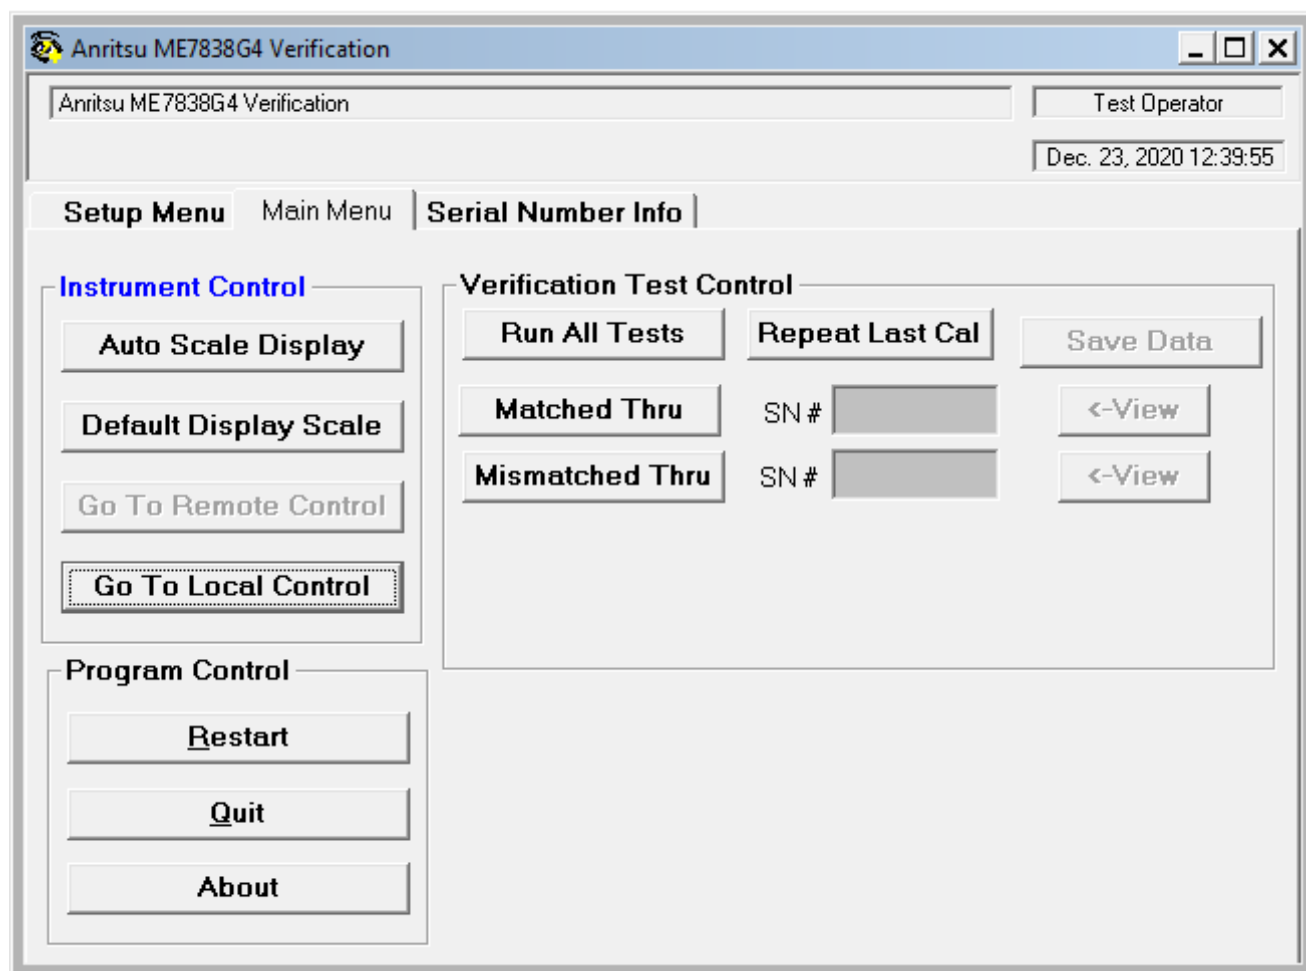 Anritsu ME7838G4 Verification
Anritsu ME7838G4 Verification
Test Operator
Dec. 23, 2020 12:39:55
Setup Menu Main Menu Serial Number Info
Instrument Control
Auto Scale Display
Default Display Scale
Go To Remote Control
Go To Local Control
Program Control
Restart
Quit
About
Verification Test Control
Run All Tests Repeat Last Cal Save Data
Matched Thru SN # <-View
Mismatched Thru SN # <-View